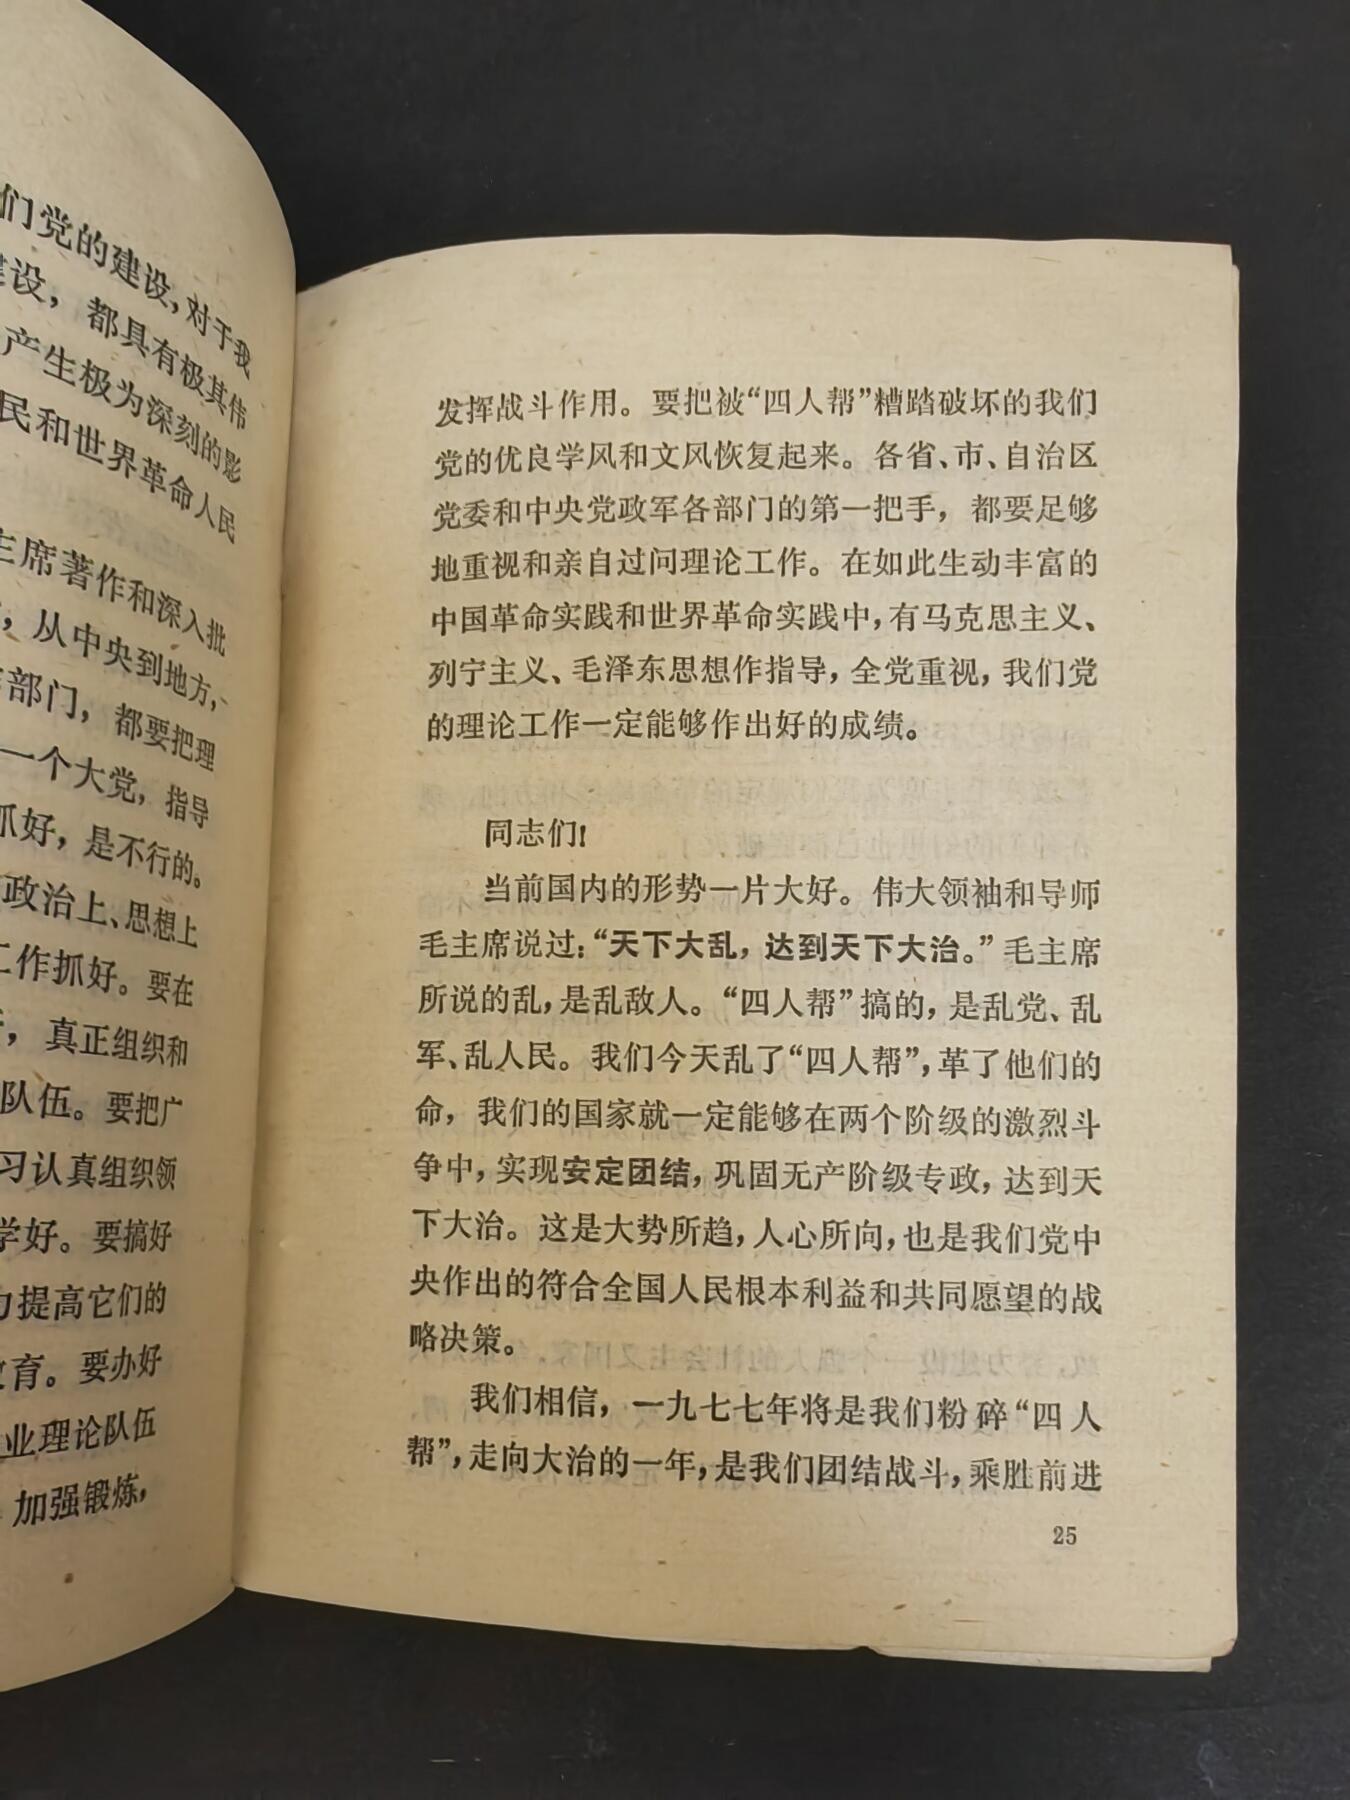 们党的建设，对于我
建设，都具有极其伟
产生极为深刻的影
民和世界革命人民
主席著作和深入批
，从中央到地方，
部门，都要把理
一个大党，指导
抓好，是不行的。
政治上、思想上
工作抓好。要在
，真正组织和
队伍。要把广
习认真组织领
学好。要搞好
力提高它们的
教育。要办好
业理论队伍
加强锻炼，
发挥战斗作用。要把被“四人帮”糟踏破坏的我们
党的优良学风和文风恢复起来。各省、市、自治区
党委和中央党政军各部门的第一把手，都要足够
地重视和亲自过问理论工作。在如此生动丰富的
中国革命实践和世界革命实践中，有马克思主义、
列宁主义、毛泽东思想作指导，全党重视，我们党
的理论工作一定能够作出好的成绩。
同志们！
当前国内的形势一片大好。伟大领袖和导师
毛主席说过：“天下大乱，达到天下大治。”毛主席
所说的乱，是乱敌人。“四人帮”搞的，是乱党、乱
军、乱人民。我们今天乱了“四人帮”，革了他们的
命，我们的国家就一定能够在两个阶级的激烈斗
争中，实现安定团结，巩固无产阶级专政，达到天
下大治。这是大势所趋，人心所向，也是我们党中
央作出的符合全国人民根本利益和共同愿望的战
略决策。
我们相信，一九七七年将是我们粉碎“四人
帮”，走向大治的一年，是我们团结战斗，乘胜前进
25